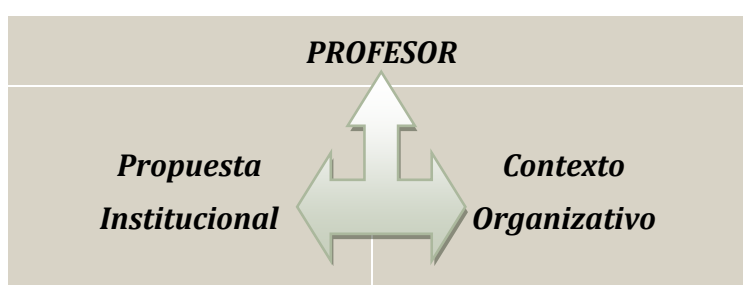 PROFESOR
Propuesta
Institucional
Contexto
Organizativo